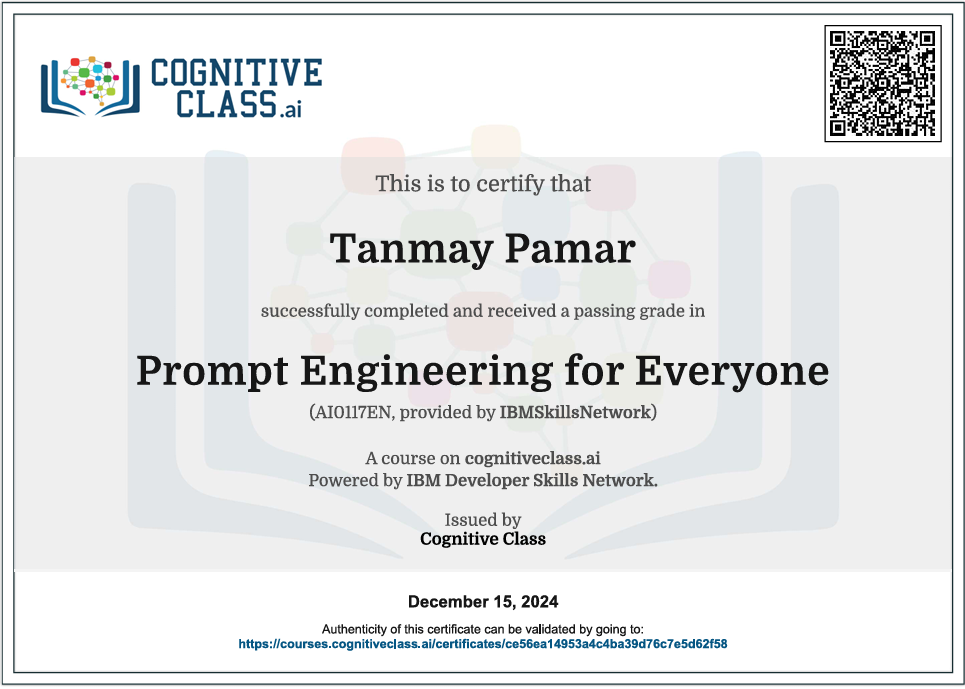 COGNITIVE
CLASS.ai
This is to certify that
Tanmay Pamar
successfully completed and received a passing grade in
Prompt Engineering for Everyone
(AI0117EN, provided by IBMSkillsNetwork)
A course on cognitiveclass.ai
Powered by IBM Developer Skills Network.
Issued by
Cognitive Class
December 15, 2024
Authenticity of this certificate can be validated by going to:
https://courses.cognitiveclass.ai/certificates/ce56ea14953a4c4ba39d76c7e5d62f58